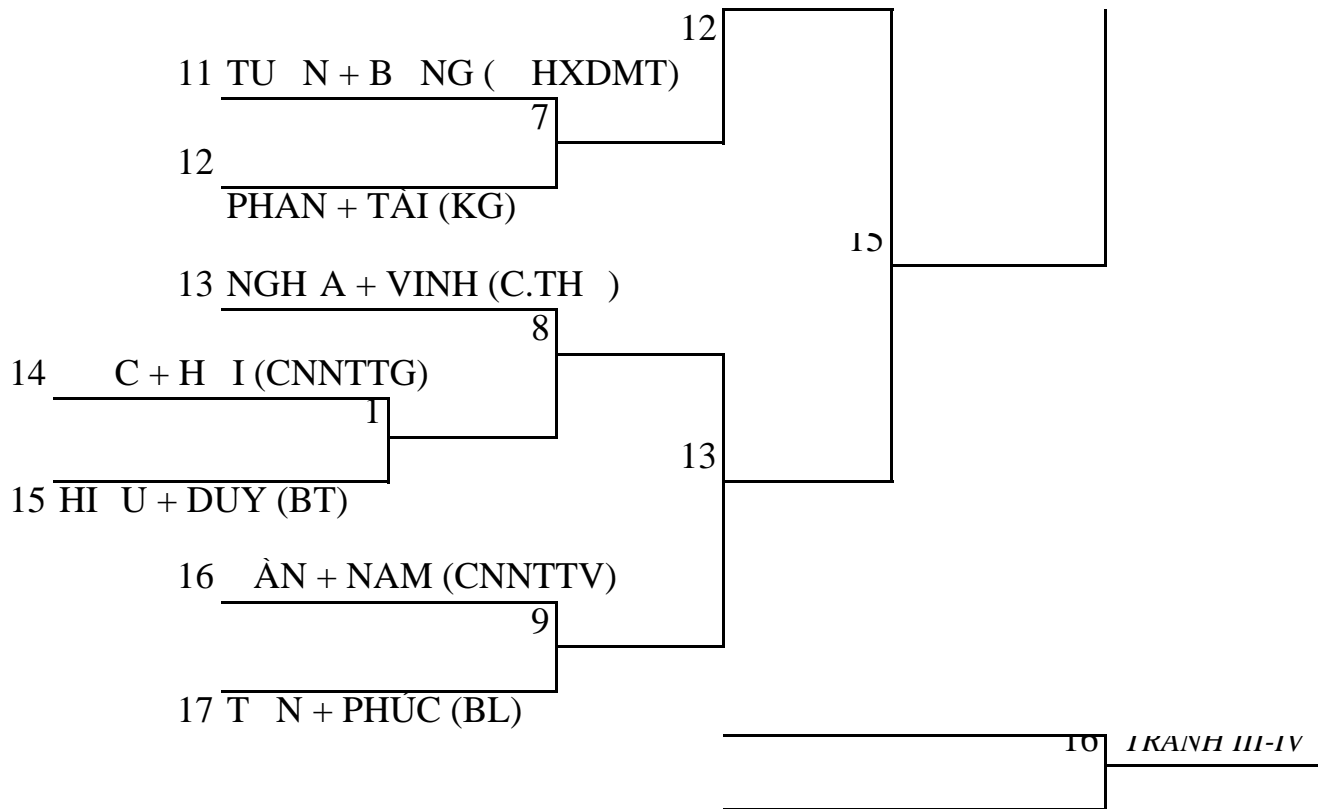 12
11 TU N + B NG ( HXDMT)
7
12
PHAN + TÀI (KG)
15
13 NGH A + VINH (C.TH )
8
14 C + H I (CNNTTG)
1
13
15 HI U + DUY (BT)
16 ÀN + NAM (CNNTTV)
9
17 T N + PHÚC (BL)
16 TRANH III-IV